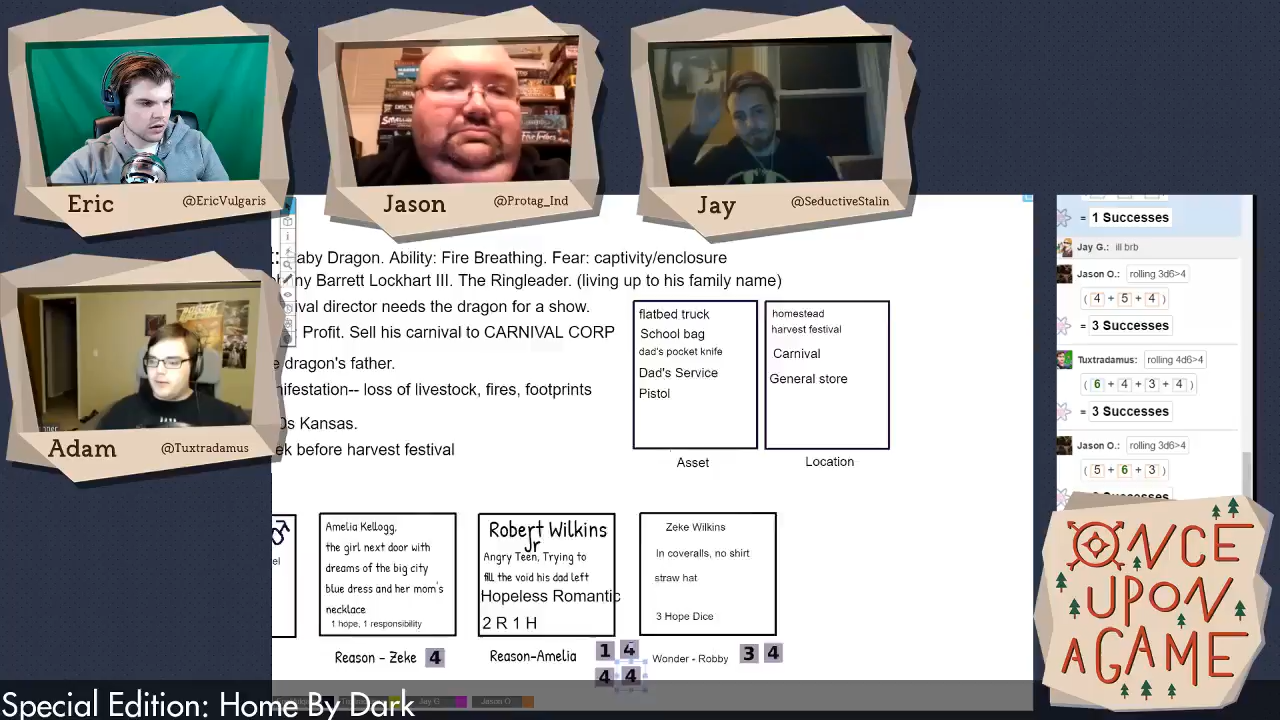 Eric
@EricVulgaris
Jason
@Protag_Ind
Jay
@SeductiveStalin
Adam
@Tuxtradamus
aby Dragon. Ability: Fire Breathing. Fear: captivity/enclosure
ny Barrett Lockhart III. The Ringleader. (living up to his family name)
ival director needs the dragon for a show.
Profit. Sell his carnival to CARNIVAL CORP
e dragon's father.
nifestation-- loss of livestock, fires, footprints
0s Kansas.
ek before harvest festival
flatbed truck
School bag
dad's pocket knife
Dad's Service
Pistol
Asset
homestead
harvest festival
Carnival
General store
Location
Amelia Kellogg,
the girl next door with
dreams of the big city
blue dress and her mom's
necklace
1 hope, 1 responsibility
Reason - Zeke 4
Robert Wilkins
Jr
Angry Teen, Trying to
fill the void his dad left
Hopeless Romantic
2 R 1 H
Reason-Amelia 1 4
4 4
Zeke Wilkins
In coveralls, no shirt
straw hat
3 Hope Dice
Wonder - Robby 3 4
= 1 Successes
Jay G.: ill brb
Jason O.: rolling 3d6>4
(4+5+4)
= 3 Successes
Tuxtradamus: rolling 4d6>4
(6+4+3+4)
= 3 Successes
Jason O.: rolling 3d6>4
(5+6+3)
ONCE
UPON
A GAME
Jay G
Jason O
Special Edition: Home By Dark